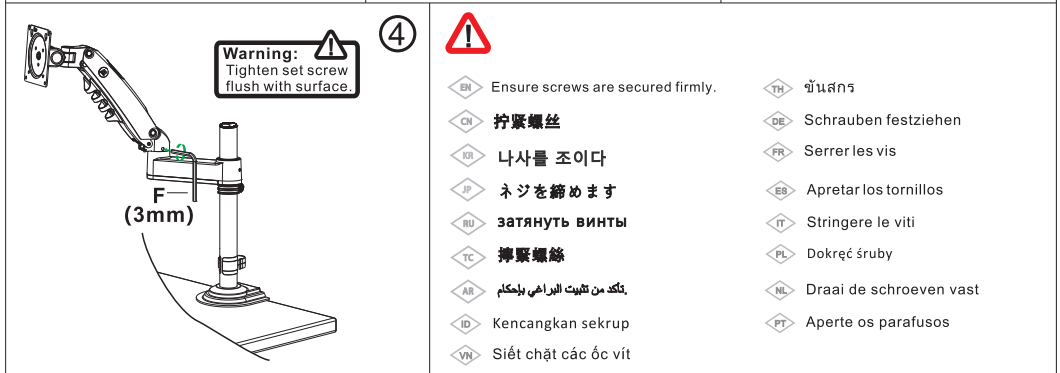 4
Warning:
Tighten set screw
flush with surface.
F
(3mm)
EN Ensure screws are secured firmly.
CN 拧紧螺丝
KR 나사를 조이다
JP ネジを締めます
RU затянуть винты
TC 擰緊螺絲
AR تأكد من تثبيت البراغي بإحكام.
ID Kencangkan sekrup
VN Siết chặt các ốc vít
TH ขันสกร
DE Schrauben festziehen
FR Serrer les vis
ES Apretar los tornillos
IT Stringere le viti
PL Dokręć śruby
NL Draai de schroeven vast
PT Aperte os parafusos